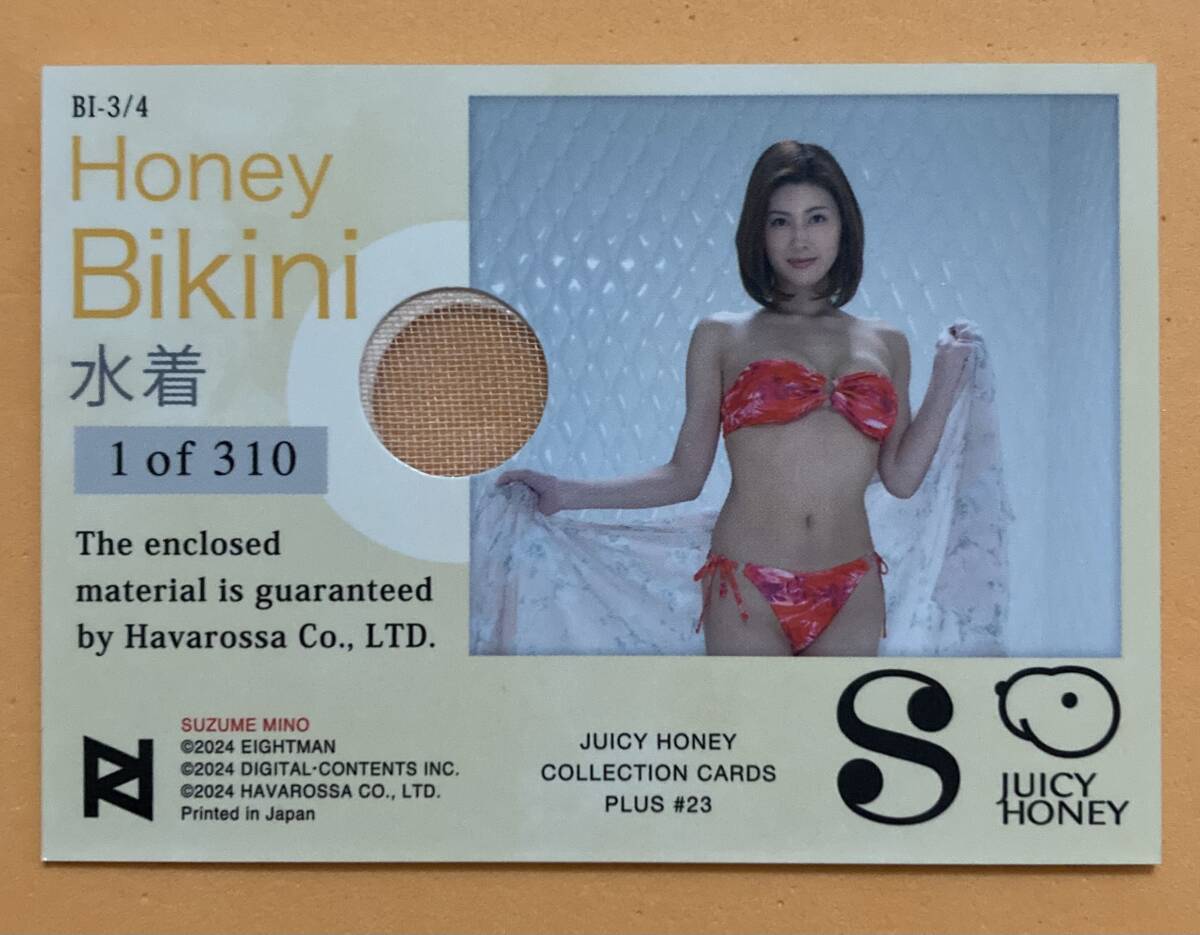 BI-3/4
Honey
Bikini
水着
1 of 310
The enclosed
material is guaranteed
by Havarossa Co., LTD.
SUZUME MINO
©2024 EIGHTMAN
©2024 DIGITAL·CONTENTS INC.
©2024 HAVAROSSA CO., LTD.
Printed in Japan
JUICY HONEY
COLLECTION CARDS
PLUS #23
S
JUICY
HONEY